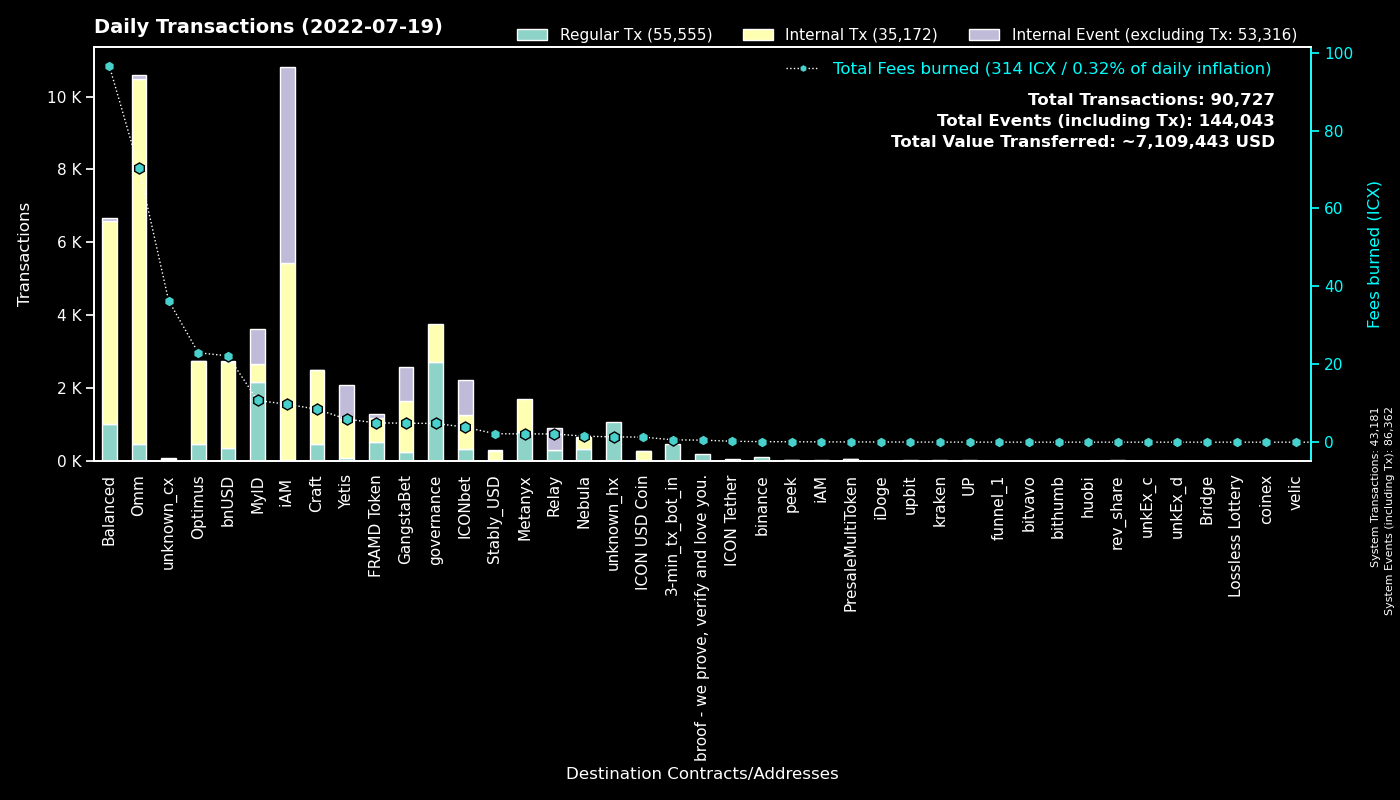 Daily Transactions (2022-07-19)
Regular Tx (55,555)
Internal Tx (35,172)
Internal Event (excluding Tx: 53,316)
Total Fees burned (314 ICX / 0.32% of daily inflation)
Total Transactions: 90,727
Total Events (including Tx): 144,043
Total Value Transferred: ~7,109,443 USD
Transactions
10 K
8 K
6 K
4 K
2 K
0 K
100
80
60
40
20
0
Fees burned (ICX)
System Transactions: 43,181
System Events (including Tx): 86,362
Balanced
Omm
unknown_cx
Optimus
bnUSD
MyID
iAM
Craft
Yetis
FRAMD Token
GangstaBet
governance
ICONbet
Stably_USD
Metanyx
Relay
Nebula
unknown_hx
ICON USD Coin
3-min_tx_bot_in
broof - we prove, verify and love you.
ICON Tether
binance
peek
iAM
PresaleMultiToken
iDoge
upbit
kraken
UP
funnel_1
bitvavo
bithumb
huobi
rev_share
unkEx_c
unkEx_d
Bridge
Lossless Lottery
coinex
velic
Destination Contracts/Addresses